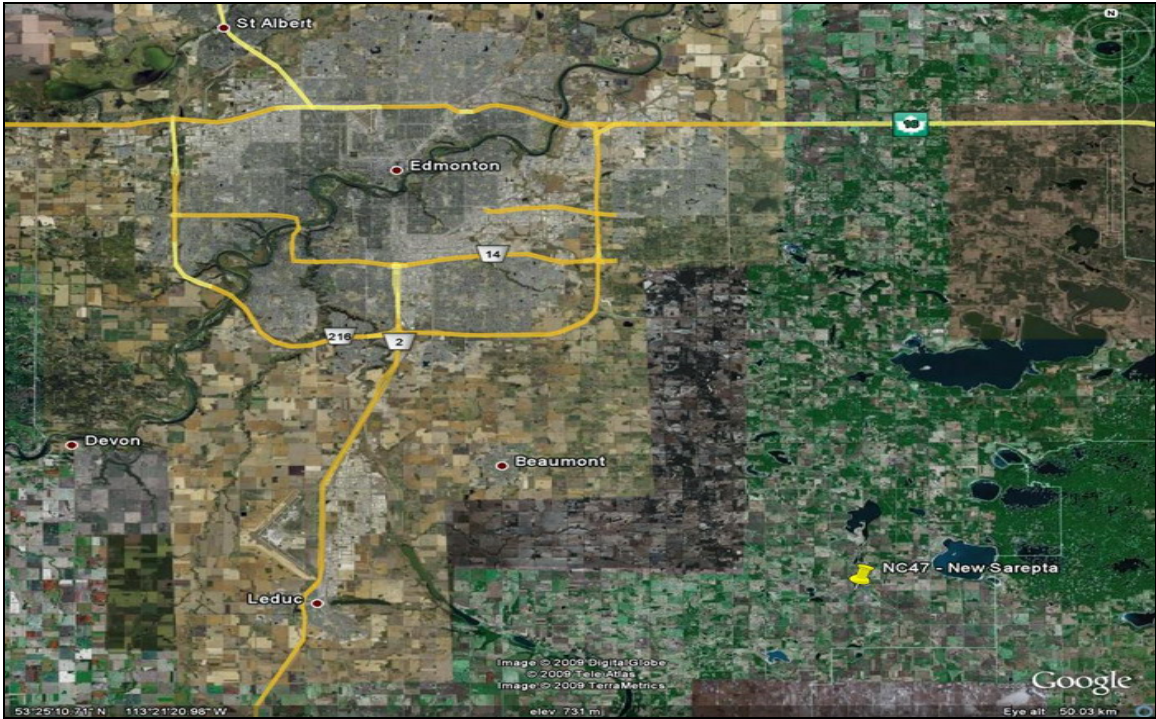 N
St Albert
Edmonton
14
216
2
Devon
Beaumont
NC47 - New Sarepta
Leduc
Image © 2009 DigitalGlobe
© 2009 Tele Atlas
Image © 2009 TerraMetrics
Google
53°25'10.71" N 113°21'20.98" W
elev 731 m
Eye alt 50.03 km